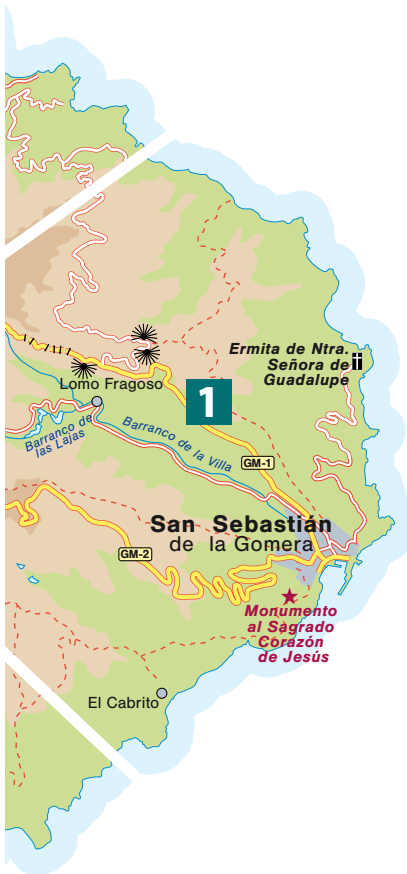 Ermita de Ntra.
Señora de
Guadalupe
Lomo Fragoso
1
Barranco de
las Lajas
Barranco de la Villa
GM-1
San Sebastián
de la Gomera
GM-2
Monumento
al Sagrado
Corazón
de Jesús
El Cabrito